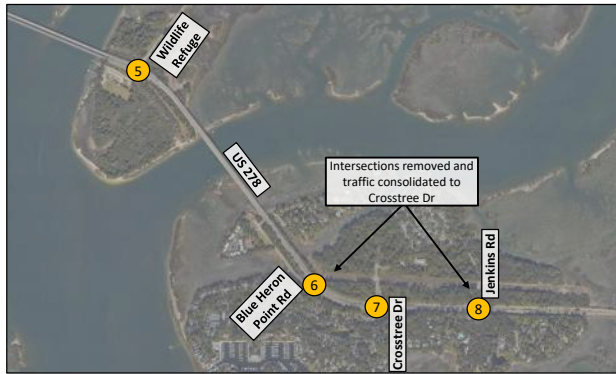 5
Wildlife
Refuge
US 278
Intersections removed and
traffic consolidated to
Crosstree Dr
Blue Heron
Point Rd
6
7
Crosstree Dr
8
Jenkins Rd